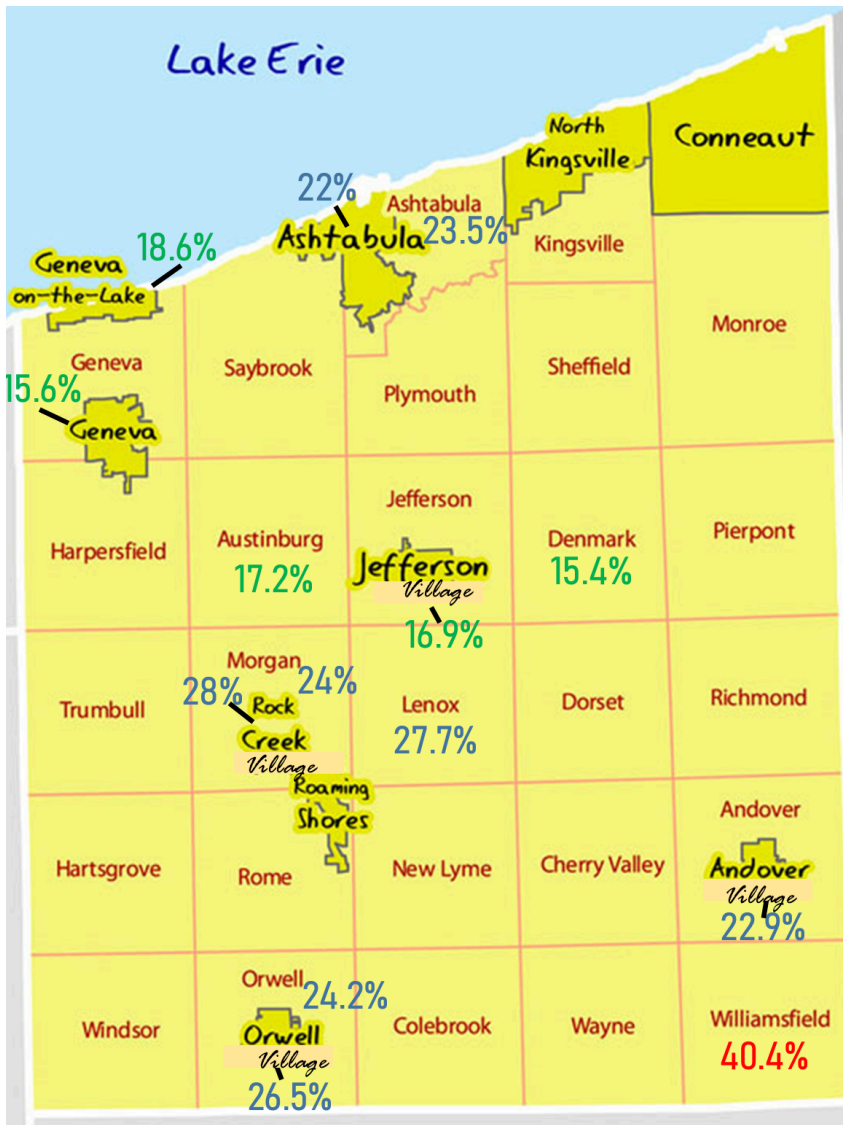 Lake Erie
North
Kingsville
Conneaut
22%
Ashtabula
23.5%
Ashtabula
Kingsville
18.6%
Geneva
on-the-Lake
Geneva
Saybrook
Plymouth
Sheffield
Monroe
15.6%
Geneva
Harpersfield
Austinburg
17.2%
Jefferson
Jefferson
Village
16.9%
Denmark
15.4%
Pierpont
Trumbull
Morgan
24%
28%
Rock
Creek
Village
Lenox
27.7%
Dorset
Richmond
Roaming
Shores
Hartsgrove
Rome
New Lyme
Cherry Valley
Andover
Andover
Village
22.9%
Windsor
Orwell
24.2%
Orwell
Village
26.5%
Colebrook
Wayne
Williamsfield
40.4%